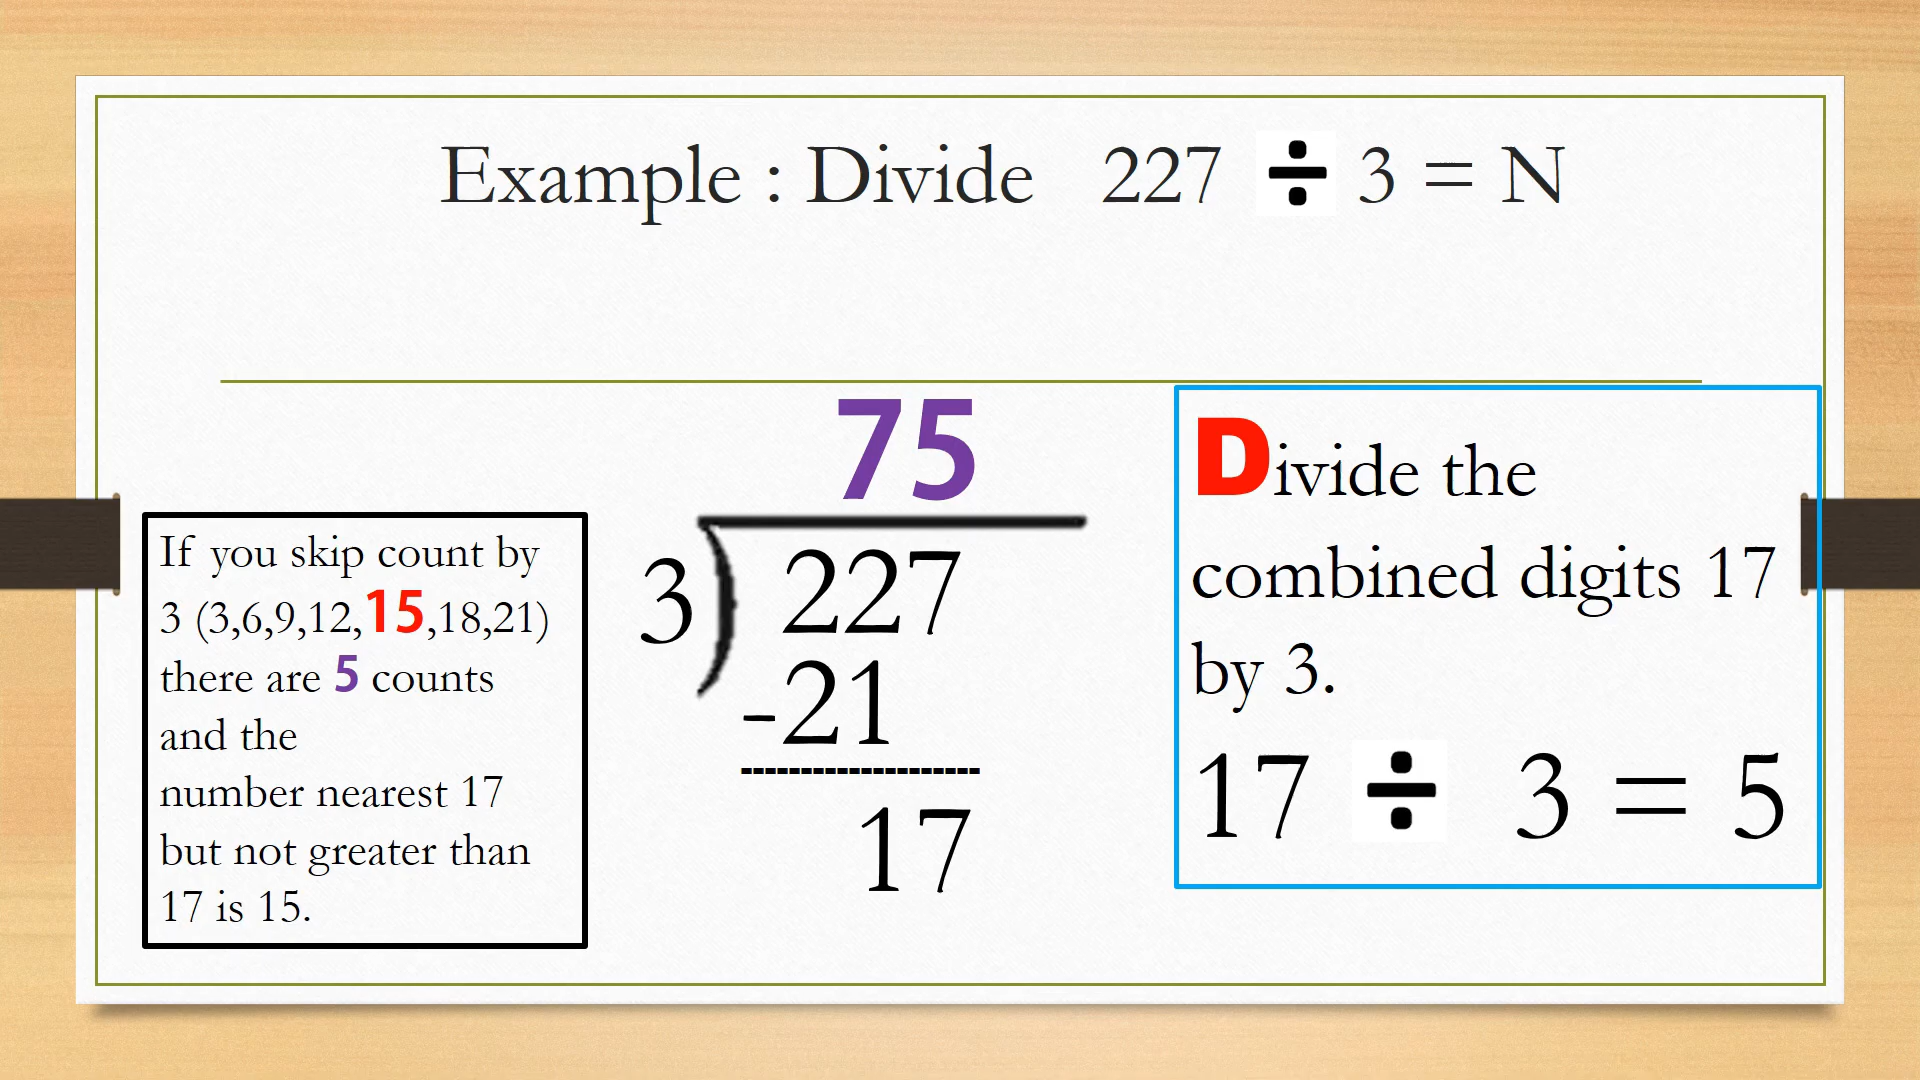 Example : Divide 227 ÷ 3 = N
If you skip count by
3 (3,6,9,12,15,18,21)
there are 5 counts
and the
number nearest 17
but not greater than
17 is 15.
75
3) 227
-21
--------------------
17
Divide the
combined digits 17
by 3.
17 ÷ 3 = 5